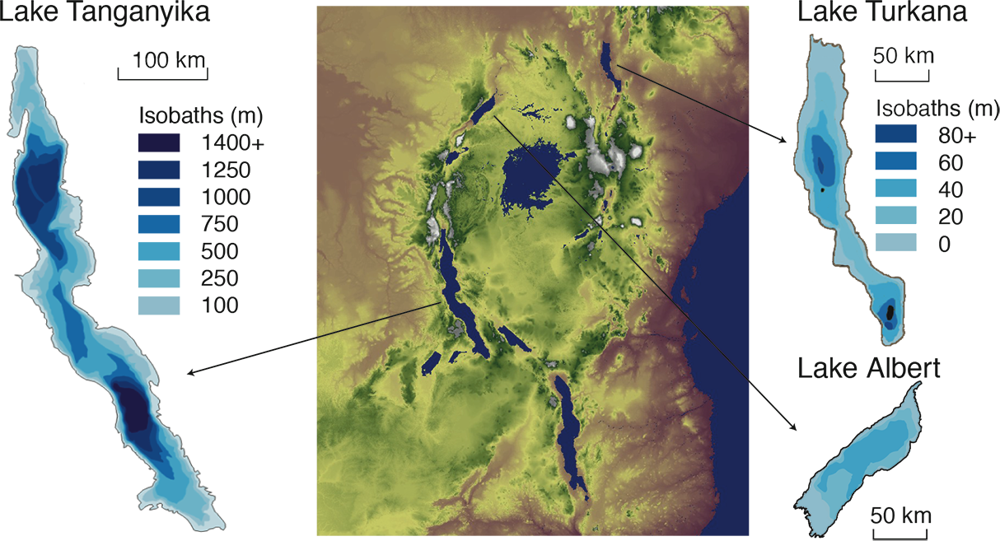 Lake Tanganyika
100 km
Isobaths (m)
1400+
1250
1000
750
500
250
100
Lake Turkana
50 km
Isobaths (m)
80+
60
40
20
0
Lake Albert
50 km